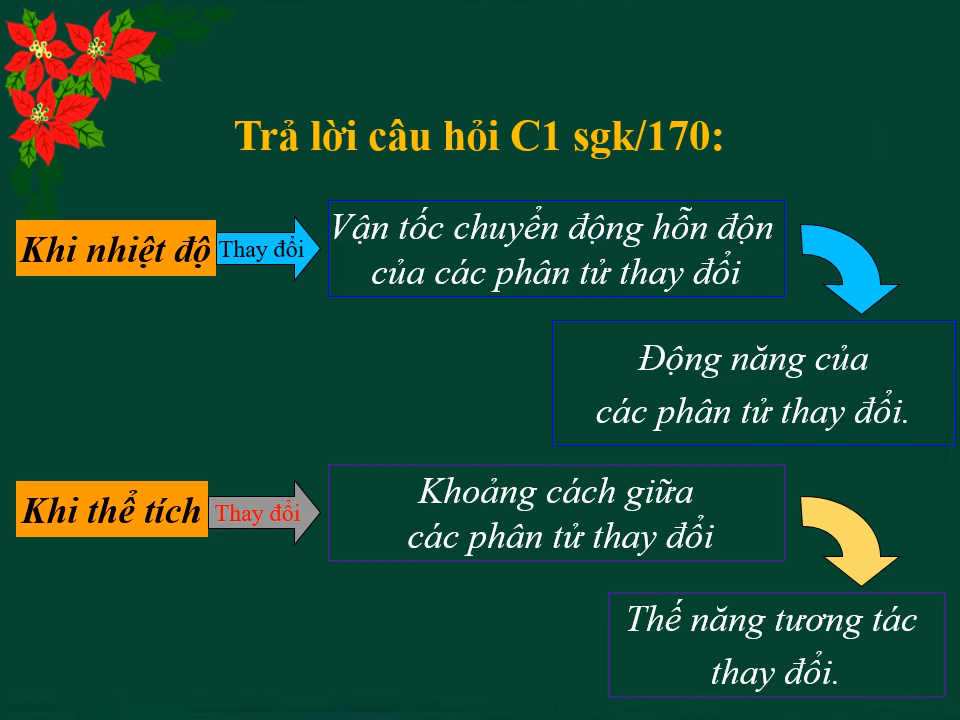 Trả lời câu hỏi C1 sgk/170:
Khi nhiệt độ
Thay đổi
Vận tốc chuyển động hỗn độn
của các phân tử thay đổi
Động năng của
các phân tử thay đổi.
Khi thể tích
Thay đổi
Khoảng cách giữa
các phân tử thay đổi
Thế năng tương tác
thay đổi.